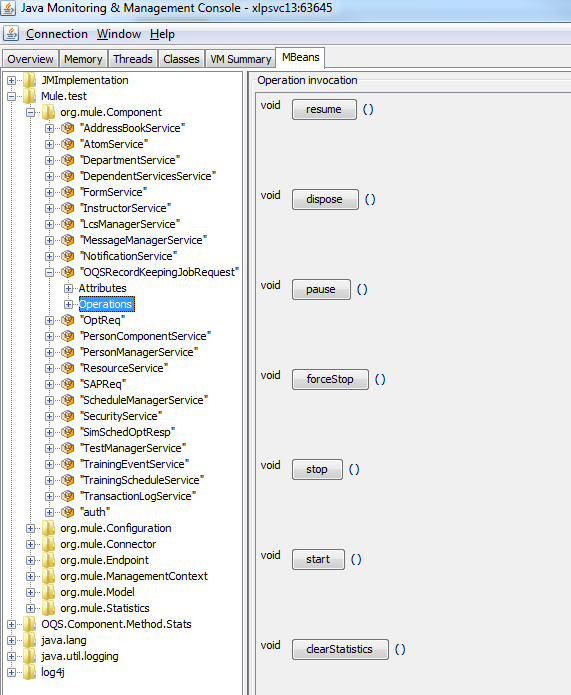 Java Monitoring & Management Console - xlpsvc13:63645
Connection Window Help
Overview Memory Threads Classes VM Summary MBeans
JMImplementation
Mule.test
org.mule.Component
"AddressBookService"
"AtomService"
"DepartmentService"
"DependentServicesService"
"FormService"
"InstructorService"
"LcsManagerService"
"MessageManagerService"
"NotificationService"
"OQSRecordKeepingJobRequest"
Attributes
Operations
"OptReq"
"PersonComponentService"
"PersonManagerService"
"ResourceService"
"SAPReq"
"ScheduleManagerService"
"SecurityService"
"SimSchedOptResp"
"TestManagerService"
"TrainingEventService"
"TrainingScheduleService"
"TransactionLogService"
"auth"
org.mule.Configuration
org.mule.Connector
org.mule.Endpoint
org.mule.ManagementContext
org.mule.Model
org.mule.Statistics
OQS.Component.Method.Stats
java.lang
java.util.logging
log4j
Operation invocation
void resume ()
void dispose ()
void pause ()
void forceStop ()
void stop ()
void start ()
void clearStatistics ()